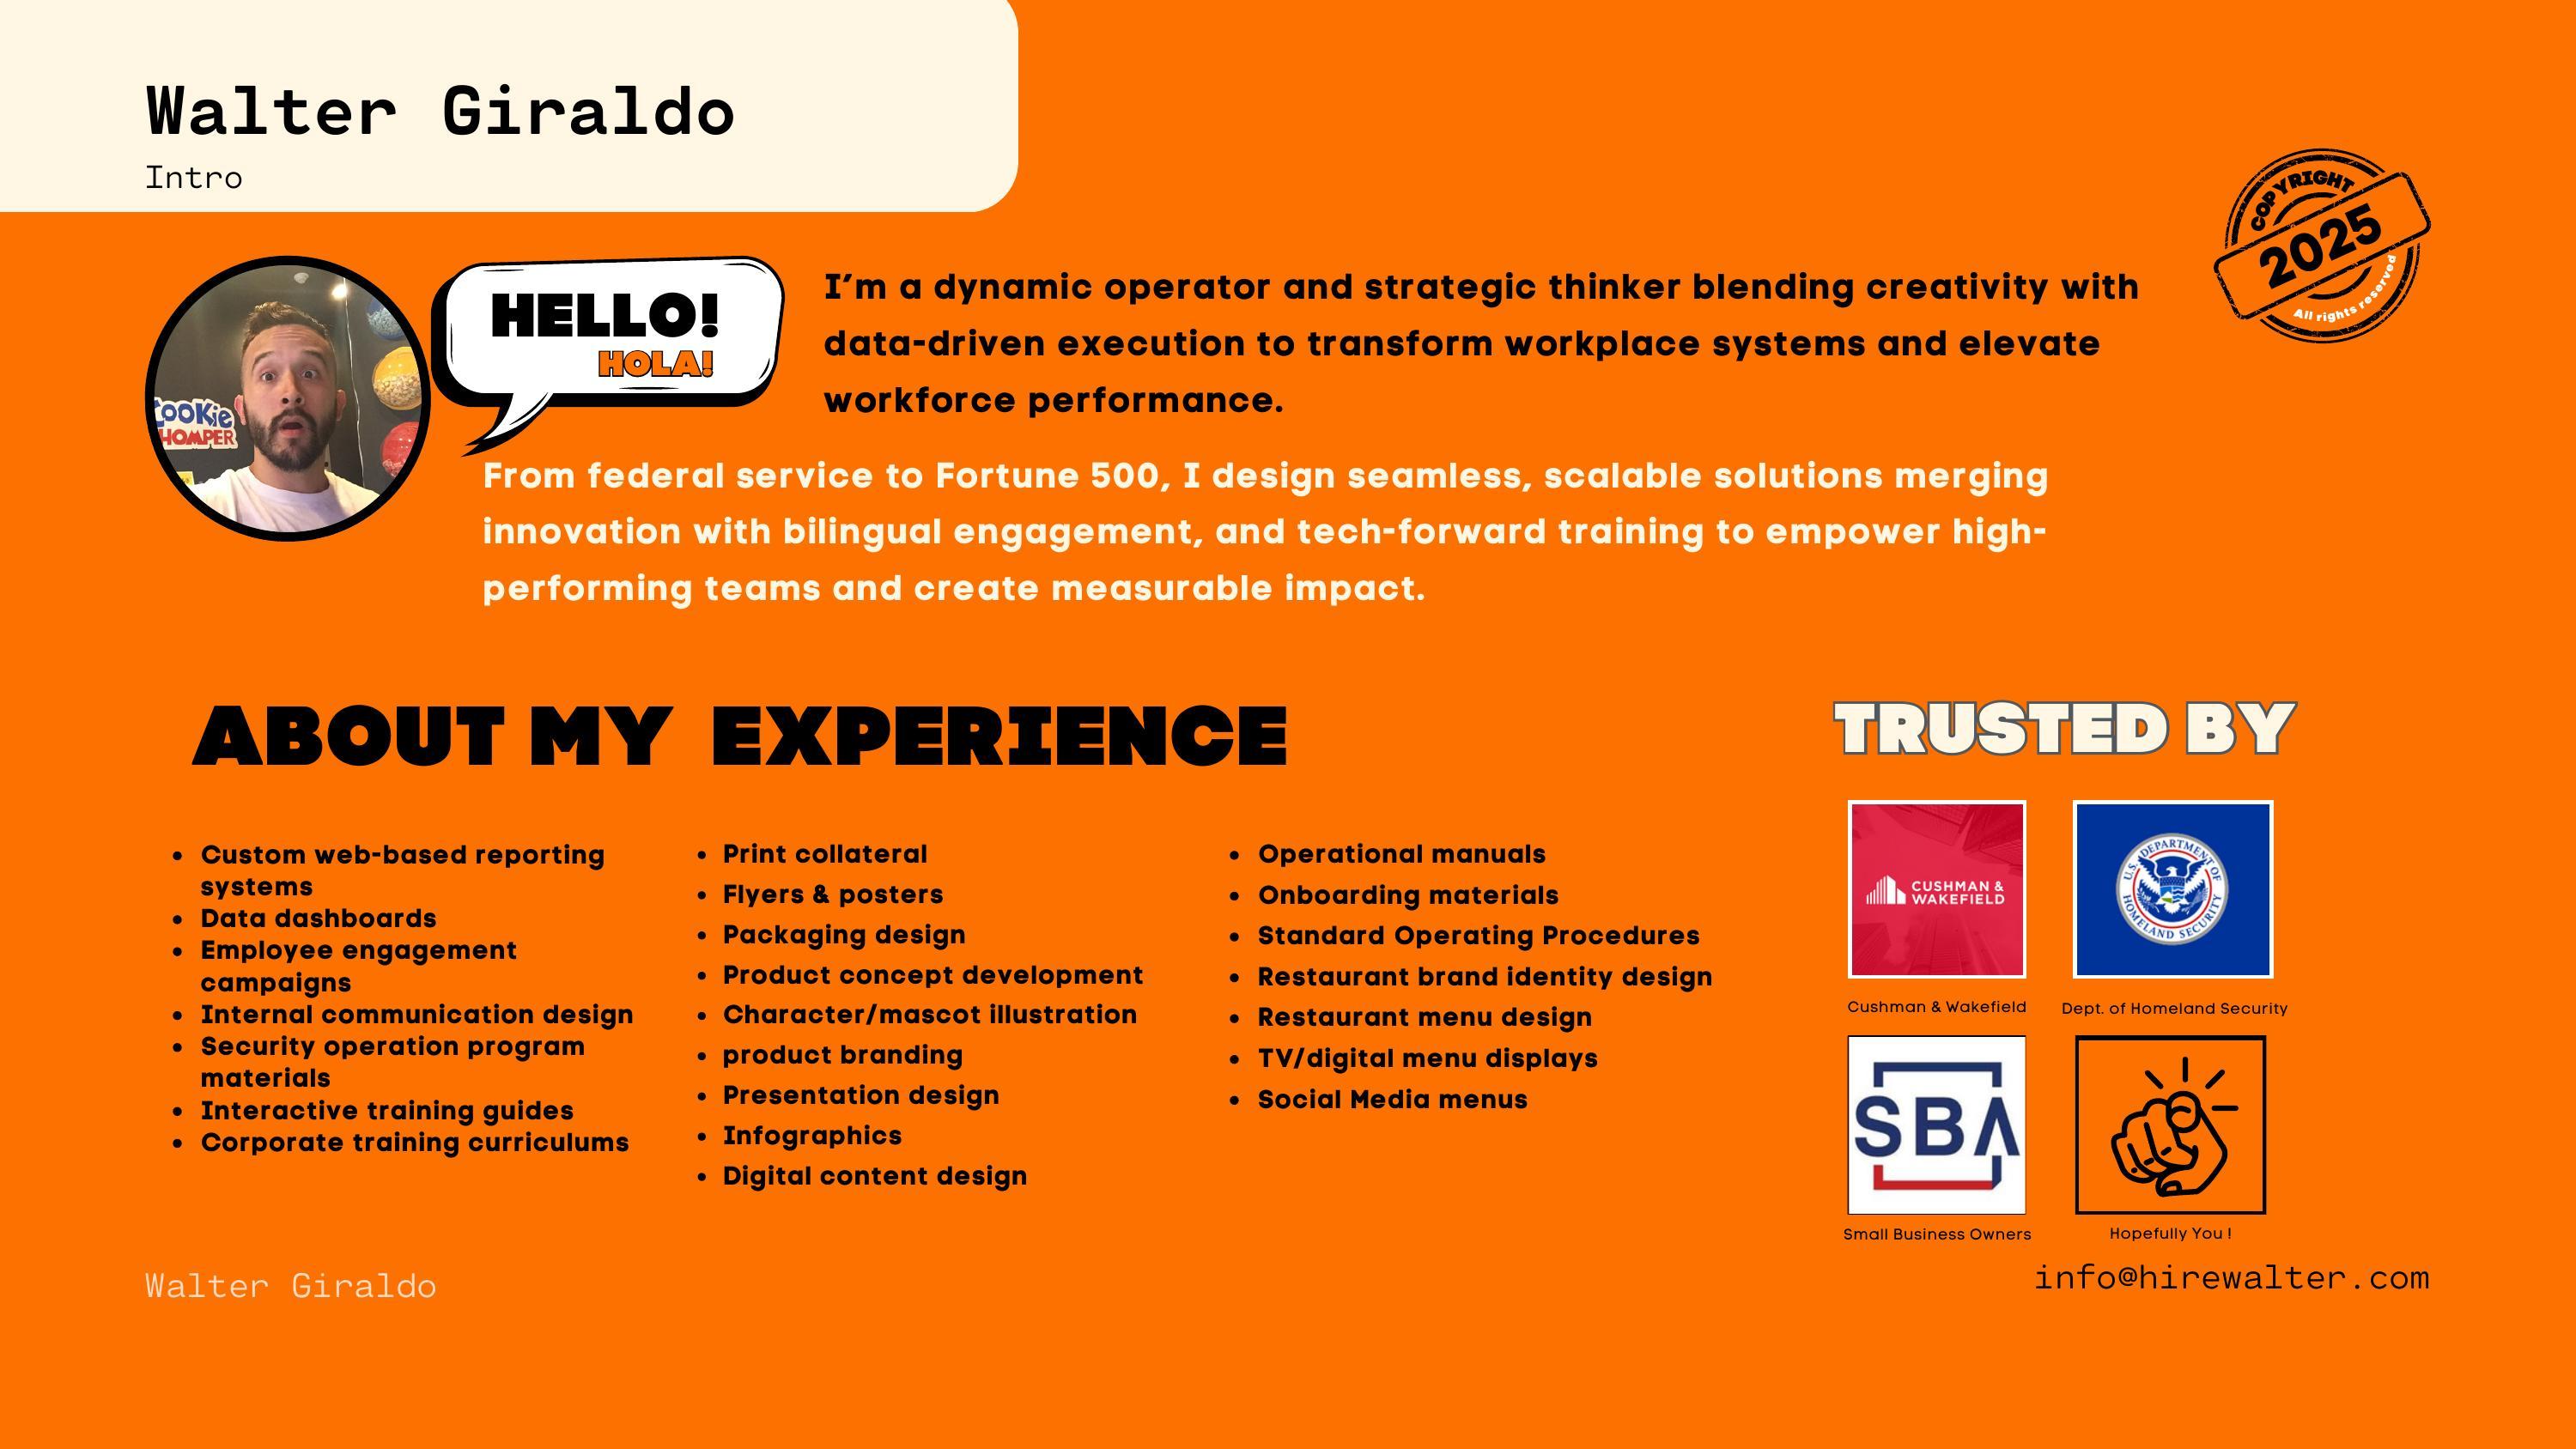 Walter Giraldo
Intro
COPYRIGHT
2025
All rights reserved
COOKie
HOMPER
HELLO!
HOLA!
I’m a dynamic operator and strategic thinker blending creativity with
data-driven execution to transform workplace systems and elevate
workforce performance.
From federal service to Fortune 500, I design seamless, scalable solutions merging
innovation with bilingual engagement, and tech-forward training to empower high-
performing teams and create measurable impact.
ABOUT MY EXPERIENCE
• Custom web-based reporting
systems
• Data dashboards
• Employee engagement
campaigns
• Internal communication design
• Security operation program
materials
• Interactive training guides
• Corporate training curriculums
• Print collateral
• Flyers & posters
• Packaging design
• Product concept development
• Character/mascot illustration
• product branding
• Presentation design
• Infographics
• Digital content design
• Operational manuals
• Onboarding materials
• Standard Operating Procedures
• Restaurant brand identity design
• Restaurant menu design
• TV/digital menu displays
• Social Media menus
TRUSTED BY
CUSHMAN &
WAKEFIELD
Cushman & Wakefield
U.S. DEPARTMENT OF
HOMELAND SECURITY
Dept. of Homeland Security
SBA
Small Business Owners
Hopefully You !
Walter Giraldo
info@hirewalter.com